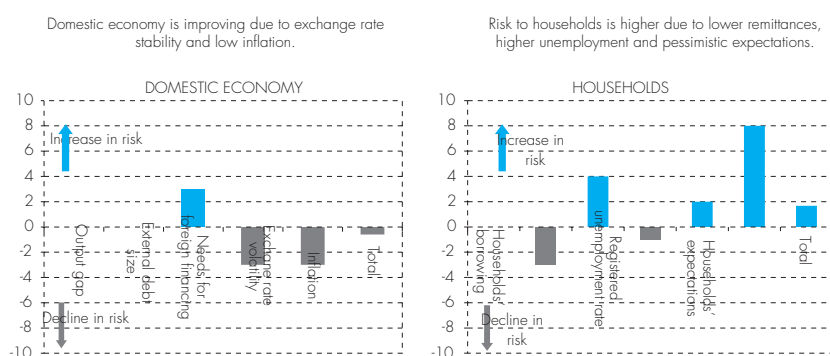 Domestic economy is improving due to exchange rate
stability and low inflation.
DOMESTIC ECONOMY
10
8
6
4
2
0
-2
-4
-6
-8
-10
Increase in risk
Decline in risk
Output gap
External debt
size
Needs for
foreign financing
Exchange rate
volatility
Inflation
Total
Risk to households is higher due to lower remittances,
higher unemployment and pessimistic expectations.
HOUSEHOLDS
10
8
6
4
2
0
-2
-4
-6
-8
-10
Increase in
risk
Decline in
risk
Households'
borrowing
Registered
unemployment rate
Households'
expectations
Total